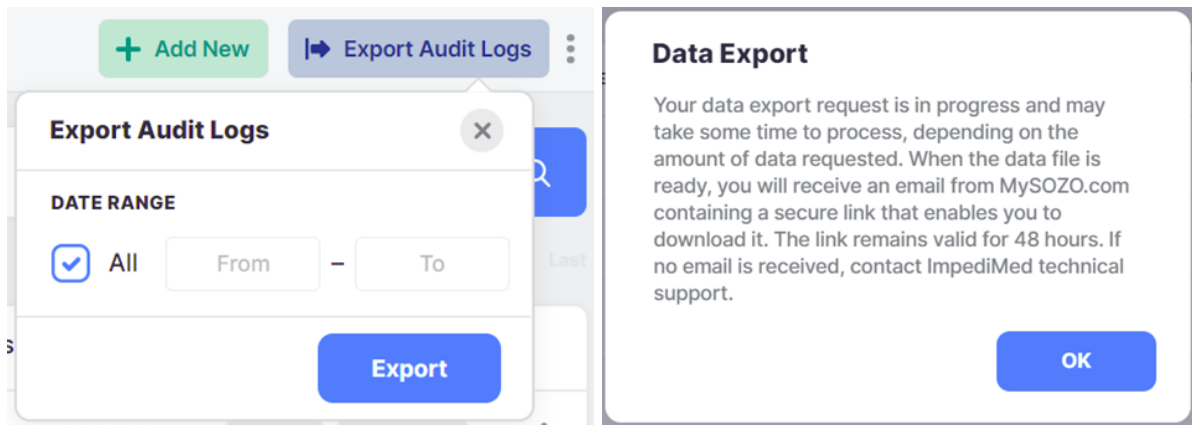 Add New
Export Audit Logs
Export Audit Logs
DATE RANGE
All
From
–
To
Last
s
Export
Data Export
Your data export request is in progress and may
take some time to process, depending on the
amount of data requested. When the data file is
ready, you will receive an email from MySOZO.com
containing a secure link that enables you to
download it. The link remains valid for 48 hours. If
no email is received, contact ImpediMed technical
support.
OK